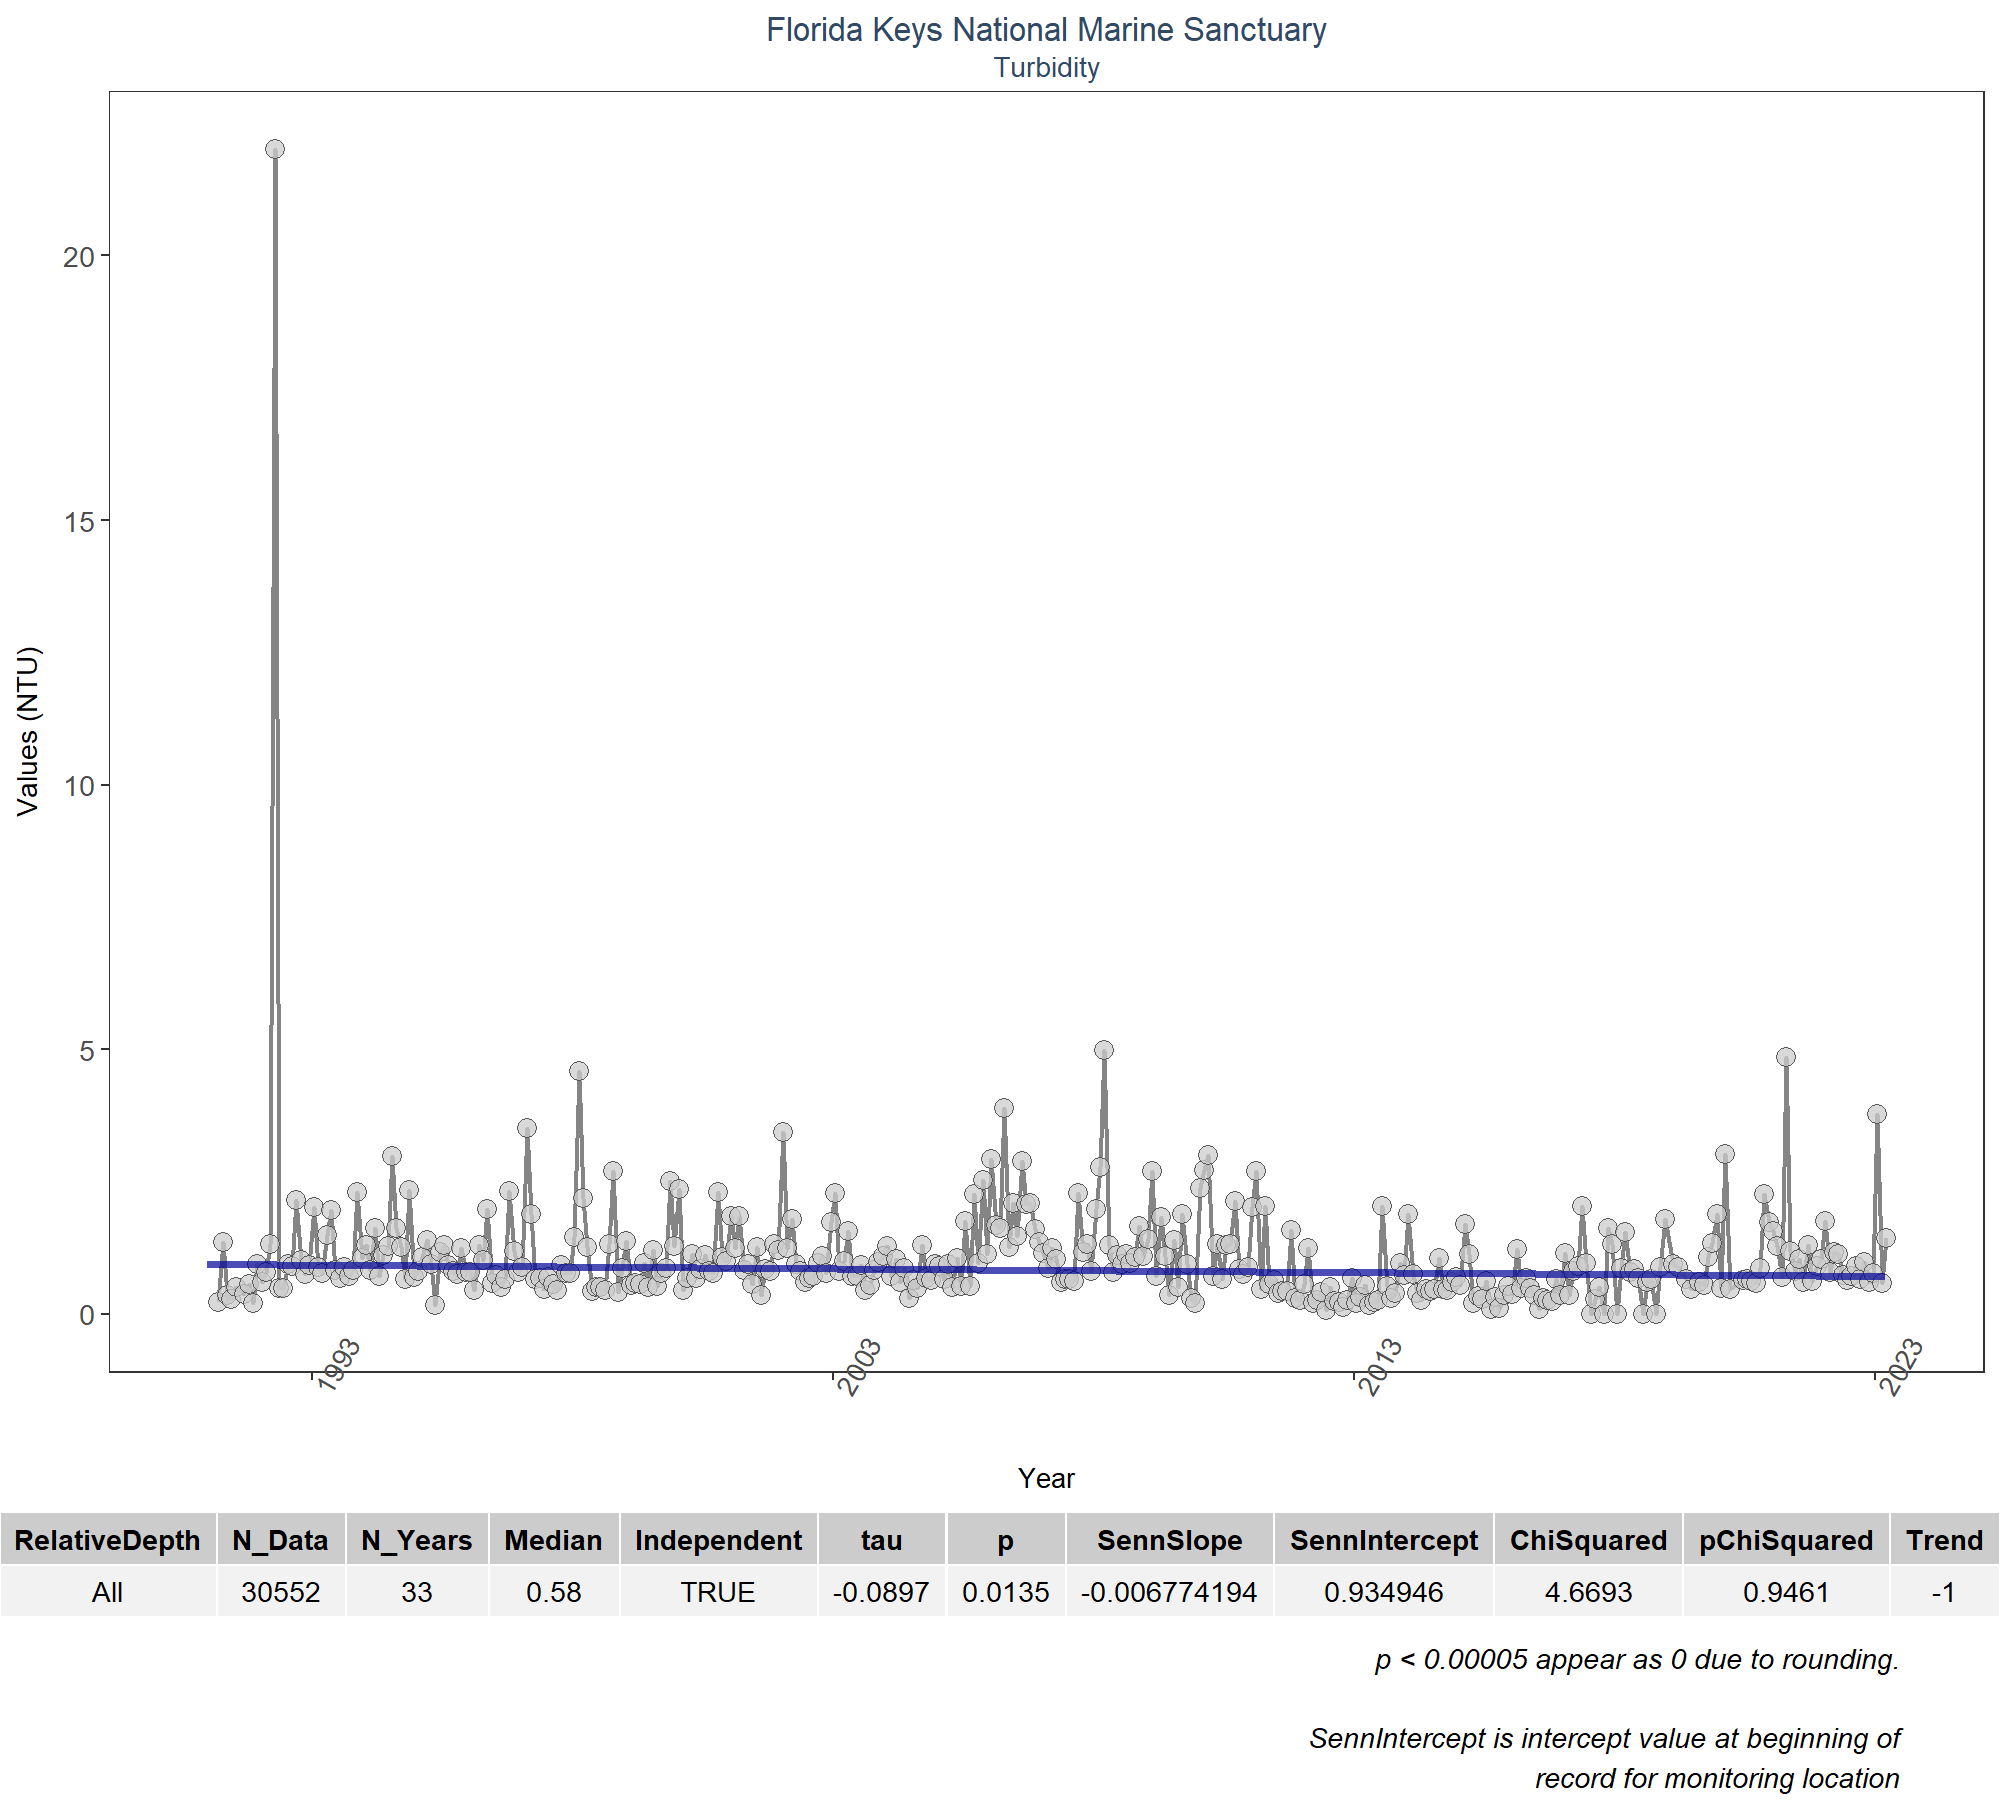 Florida Keys National Marine Sanctuary
Turbidity
20
15
10
5
0
Values (NTU)
1993
2003
2013
2023
Year
RelativeDepth N_Data N_Years Median Independent tau p SennSlope SennIntercept ChiSquared pChiSquared Trend
All 30552 33 0.58 TRUE -0.0897 0.0135 -0.006774194 0.934946 4.6693 0.9461 -1
p < 0.00005 appear as 0 due to rounding.
SennIntercept is intercept value at beginning of
record for monitoring location